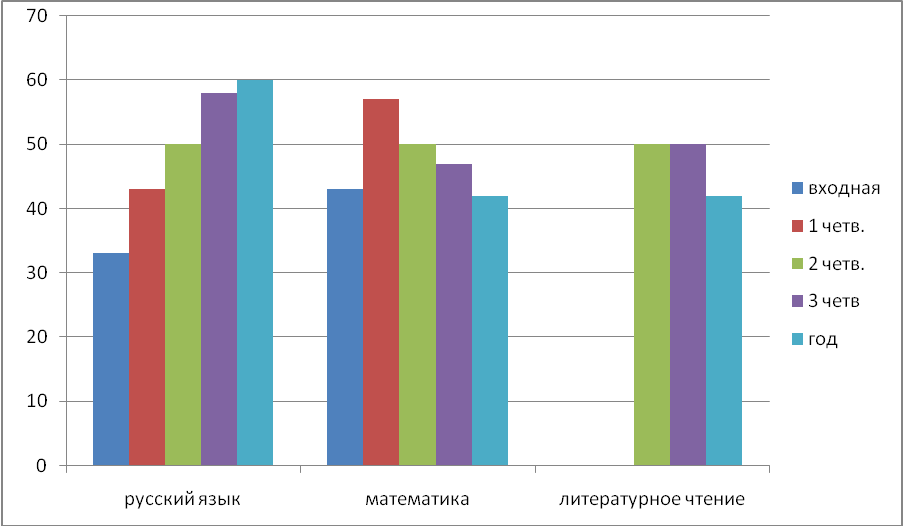 70
60
50
40
30
20
10
0
русский язык
математика
литературное чтение
входная
1 четв.
2 четв.
3 четв
год